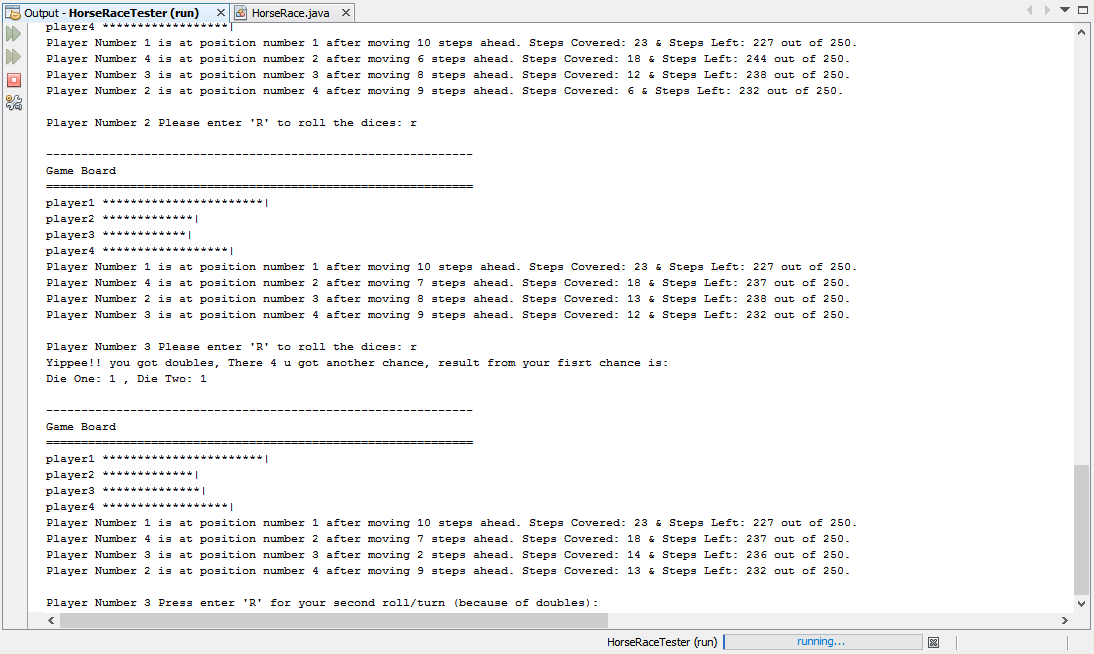 Output - HorseRaceTester (run) HorseRace.java
player4 ******************|
Player Number 1 is at position number 1 after moving 10 steps ahead. Steps Covered: 23 & Steps Left: 227 out of 250.
Player Number 4 is at position number 2 after moving 6 steps ahead. Steps Covered: 18 & Steps Left: 244 out of 250.
Player Number 3 is at position number 3 after moving 8 steps ahead. Steps Covered: 12 & Steps Left: 238 out of 250.
Player Number 2 is at position number 4 after moving 9 steps ahead. Steps Covered: 6 & Steps Left: 232 out of 250.
Player Number 2 Please enter 'R' to roll the dices: r
-------------------------------------------------------------
Game Board
=============================================================
player1 ***********************|
player2 *************|
player3 ************|
player4 ******************|
Player Number 1 is at position number 1 after moving 10 steps ahead. Steps Covered: 23 & Steps Left: 227 out of 250.
Player Number 4 is at position number 2 after moving 7 steps ahead. Steps Covered: 18 & Steps Left: 237 out of 250.
Player Number 2 is at position number 3 after moving 8 steps ahead. Steps Covered: 13 & Steps Left: 238 out of 250.
Player Number 3 is at position number 4 after moving 9 steps ahead. Steps Covered: 12 & Steps Left: 232 out of 250.
Player Number 3 Please enter 'R' to roll the dices: r
Yippee!! you got doubles, There 4 u got another chance, result from your fisrt chance is:
Die One: 1 , Die Two: 1
-------------------------------------------------------------
Game Board
=============================================================
player1 ***********************|
player2 *************|
player3 **************|
player4 ******************|
Player Number 1 is at position number 1 after moving 10 steps ahead. Steps Covered: 23 & Steps Left: 227 out of 250.
Player Number 4 is at position number 2 after moving 7 steps ahead. Steps Covered: 18 & Steps Left: 237 out of 250.
Player Number 3 is at position number 3 after moving 2 steps ahead. Steps Covered: 14 & Steps Left: 236 out of 250.
Player Number 2 is at position number 4 after moving 9 steps ahead. Steps Covered: 13 & Steps Left: 232 out of 250.
Player Number 3 Press enter 'R' for your second roll/turn (because of doubles):
HorseRaceTester (run) running...